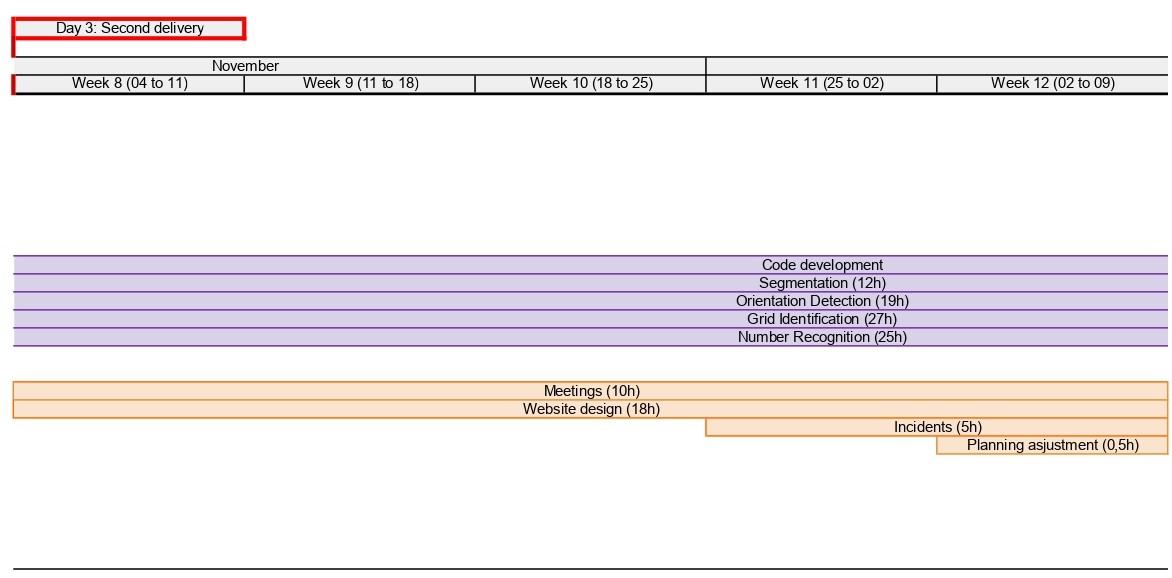 Day 3: Second delivery
November
Week 8 (04 to 11) Week 9 (11 to 18) Week 10 (18 to 25) Week 11 (25 to 02) Week 12 (02 to 09)
Code development
Segmentation (12h)
Orientation Detection (19h)
Grid Identification (27h)
Number Recognition (25h)
Meetings (10h)
Website design (18h)
Incidents (5h)
Planning asjustment (0,5h)